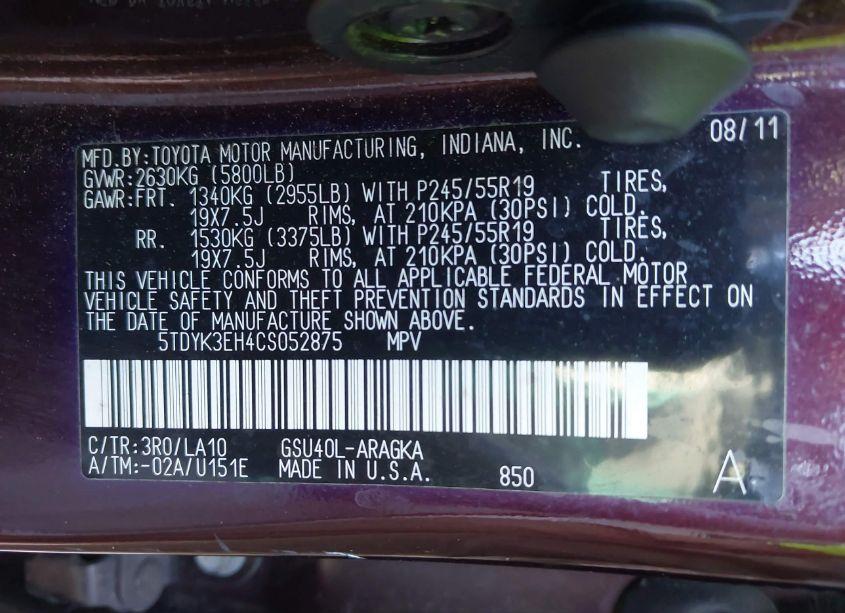 MFD.BY:TOYOTA MOTOR MANUFACTURING, INDIANA, INC. 08/11
GVWR:2630KG (5800LB)
GAWR:FRT. 1340KG (2955LB) WITH P245/55R19 TIRES,
19X7.5J RIMS, AT 210KPA (30PSI) COLD.
RR. 1530KG (3375LB) WITH P245/55R19 TIRES,
19X7.5J RIMS, AT 210KPA (30PSI) COLD.
THIS VEHICLE CONFORMS TO ALL APPLICABLE FEDERAL MOTOR
VEHICLE SAFETY AND THEFT PREVENTION STANDARDS IN EFFECT ON
THE DATE OF MANUFACTURE SHOWN ABOVE.
5TDYK3EH4CS052875 MPV
C/TR:3R0/LA10 GSU40L-ARAGKA
A/TM:-02A/U151E MADE IN U.S.A. 850 A